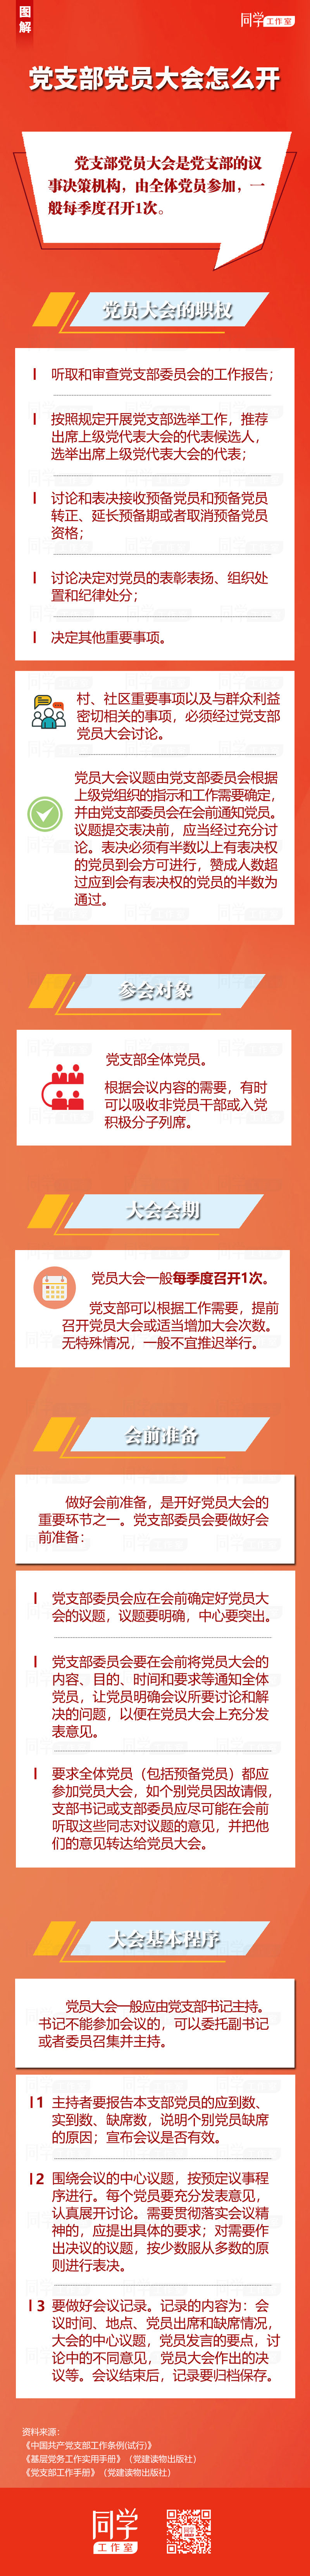 图
解
同学
工作室
党支部党员大会怎么开
党支部党员大会是党支部的议
事决策机构，由全体党员参加，一
般每季度召开1次。
党员大会的职权
听取和审查党支部委员会的工作报告；
按照规定开展党支部选举工作，推荐
出席上级党代表大会的代表候选人，
选举出席上级党代表大会的代表；
讨论和表决接收预备党员和预备党员
转正、延长预备期或者取消预备党员
资格；
讨论决定对党员的表彰表扬、组织处
置和纪律处分；
决定其他重要事项。
村、社区重要事项以及与群众利益
密切相关的事项，必须经过党支部
党员大会讨论。
党员大会议题由党支部委员会根据
上级党组织的指示和工作需要确定，
并由党支部委员会在会前通知党员。
议题提交表决前，应当经过充分讨
论。表决必须有半数以上有表决权
的党员到会方可进行，赞成人数超
过应到会有表决权的党员的半数为
通过。
参会对象
党支部全体党员。
根据会议内容的需要，有时
可以吸收非党员干部或入党
积极分子列席。
大会会期
党员大会一般每季度召开1次。
党支部可以根据工作需要，提前
召开党员大会或适当增加大会次数。
无特殊情况，一般不宜推迟举行。
会前准备
做好会前准备，是开好党员大会的
重要环节之一。党支部委员会要做好会
前准备：
党支部委员会应在会前确定好党员大
会的议题，议题要明确，中心要突出。
党支部委员会要在会前将党员大会的
内容、目的、时间和要求等通知全体
党员，让党员明确会议所要讨论和解
决的问题，以便在党员大会上充分发
表意见。
要求全体党员（包括预备党员）都应
参加党员大会，如个别党员因故请假，
支部书记或支部委员应尽可能在会前
听取这些同志对议题的意见，并把他
们的意见转达给党员大会。
大会基本程序
党员大会一般应由党支部书记主持。
书记不能参加会议的，可以委托副书记
或者委员召集并主持。
1 主持者要报告本支部党员的应到数、
实到数、缺席数，说明个别党员缺席
的原因；宣布会议是否有效。
2 围绕会议的中心议题，按预定议事程
序进行。每个党员要充分发表意见，
认真展开讨论。需要贯彻落实会议精
神的，应提出具体的要求；对需要作
出决议的议题，按少数服从多数的原
则进行表决。
3 要做好会议记录。记录的内容为：会
议时间、地点、党员出席和缺席情况，
大会的中心议题，党员发言的要点，讨
论中的不同意见，党员大会作出的决
议等。会议结束后，记录要归档保存。
资料来源：
《中国共产党支部工作条例(试行)》
《基层党务工作实用手册》（党建读物出版社）
《党支部工作手册》（党建读物出版社）
同学
工作室